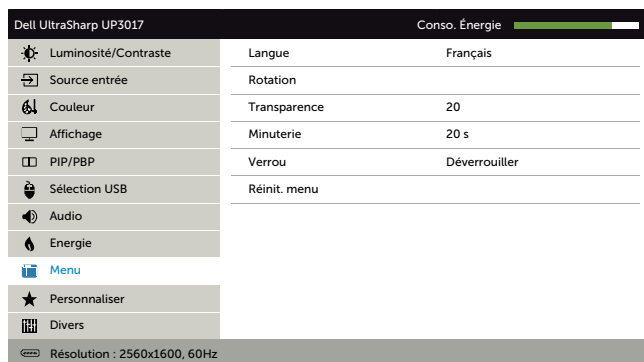 Dell UltraSharp UP3017 Conso. Énergie
Luminosité/Contraste Langue Français
Source entrée Rotation
Couleur Transparence 20
Affichage Minuterie 20 s
PIP/PBP Verrou Déverrouiller
Sélection USB Réinit. menu
Audio
Energie
Menu
Personnaliser
Divers
Résolution : 2560x1600, 60Hz